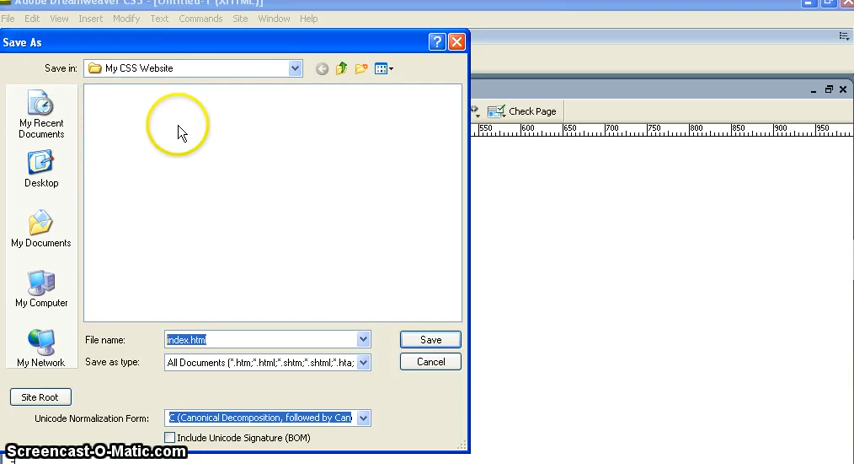 Adobe Dreamweaver CS3 - [Untitled-1 (XHTML)]
File Edit View Insert Modify Text Commands Site Window Help
Save As
Save in: My CSS Website
My Recent Documents
Desktop
My Documents
My Computer
My Network
Check Page
550 600 650 700 750 800 850 900 950
File name: index.html Save
Save as type: All Documents (*.htm;*.html;*.shtm;*.shtml;*.hta; Cancel
Site Root
Unicode Normalization Form: C (Canonical Decomposition, followed by Can
Include Unicode Signature (BOM)
Screencast-O-Matic.com